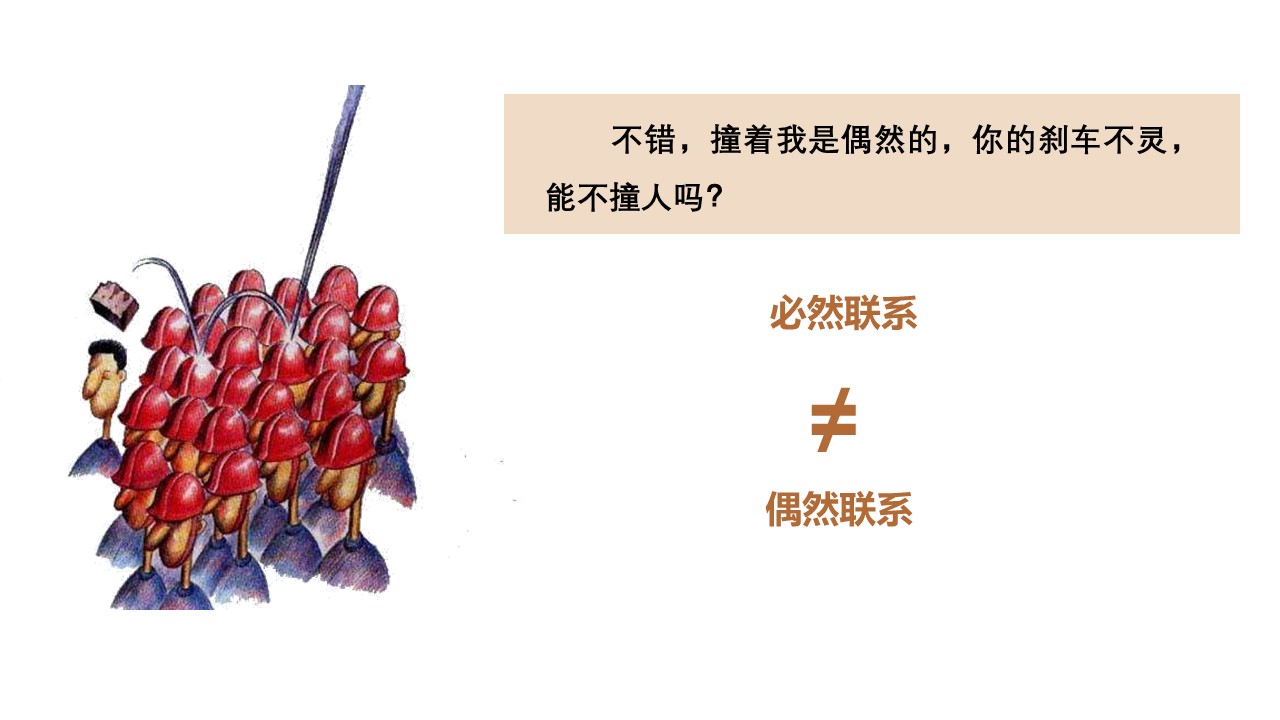 不错，撞着我是偶然的，你的刹车不灵，
能不撞人吗？
必然联系
≠
偶然联系